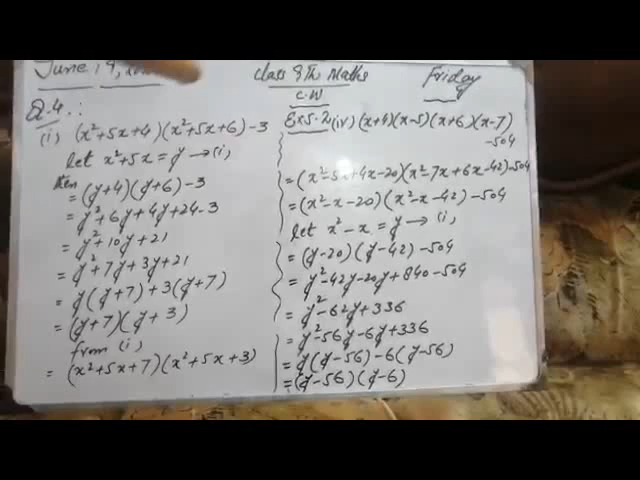 June, 19,
Class 9th Maths
Friday
C.W
Q.4 :
(i) (x²+5x+4)(x²+5x+6)-3
let x²+5x = y → (i)
then
= (y+4)(y+6)-3
= y²+6y+4y+24-3
= y²+10y+21
= y²+7y+3y+21
= y(y+7)+3(y+7)
= (y+7)(y+3)
from (i)
= (x²+5x+7)(x²+5x+3)
Ex5.2 (iv) (x+4)(x-5)(x+6)(x-7)
-504
= (x²-5x+4x-20)(x²-7x+6x-42)-504
= (x²-x-20)(x²-x-42)-504
let x²-x = y → (i)
= (y-20)(y-42)-504
= y²-42y-20y+840-504
= y²-62y+336
= y²-56y-6y+336
= y(y-56)-6(y-56)
= (y-56)(y-6)